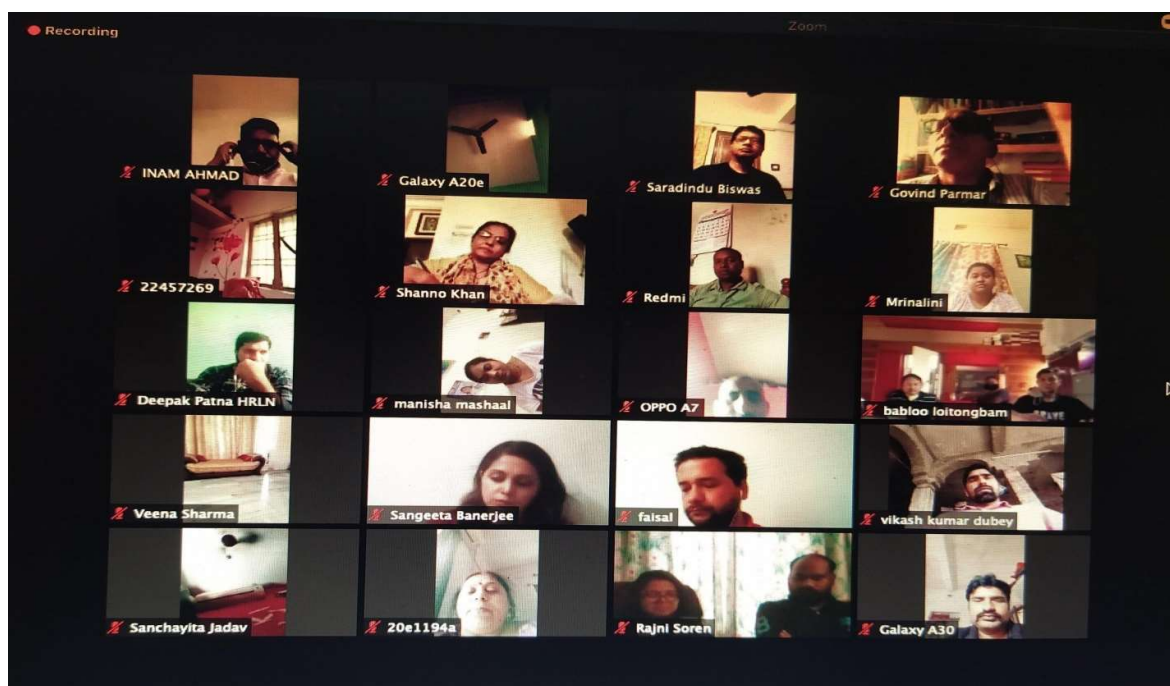 Recording
Zoom
INAM AHMAD
Galaxy A20e
Saradindu Biswas
Govind Parmar
22457269
Shanno Khan
Redmi
Mrinalini
Deepak Patna HRLN
manisha mashaal
OPPO A7
babloo loitongbam
Veena Sharma
Sangeeta Banerjee
faisal
vikash kumar dubey
Sanchayita Jadav
20e1194a
Rajni Soren
Galaxy A30